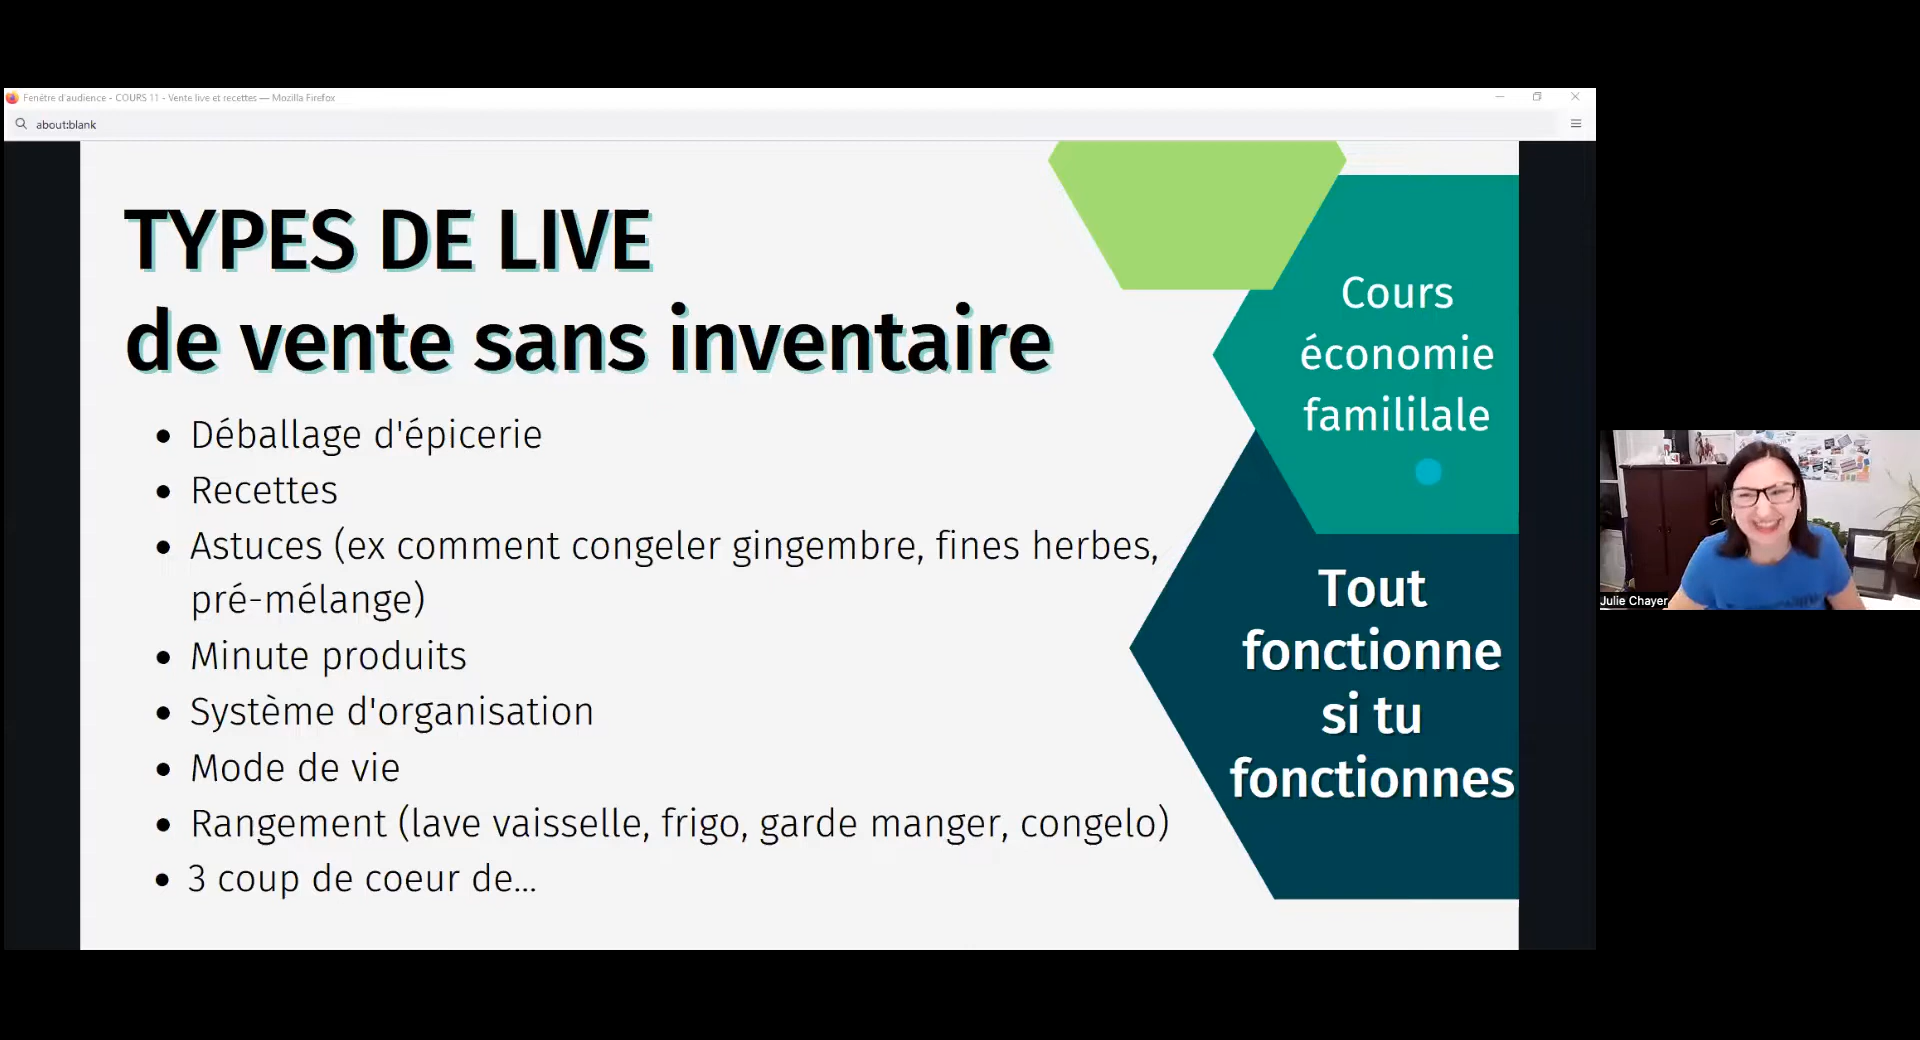 Fenêtre d'audience - COURS 11 - Vente live et recettes — Mozilla Firefox
about:blank
TYPES DE LIVE
de vente sans inventaire
• Déballage d'épicerie
• Recettes
• Astuces (ex comment congeler gingembre, fines herbes,
pré-mélange)
• Minute produits
• Système d'organisation
• Mode de vie
• Rangement (lave vaisselle, frigo, garde manger, congelo)
• 3 coup de coeur de...
Cours
économie
famililale
Tout
fonctionne
si tu
fonctionnes
Julie Chayer